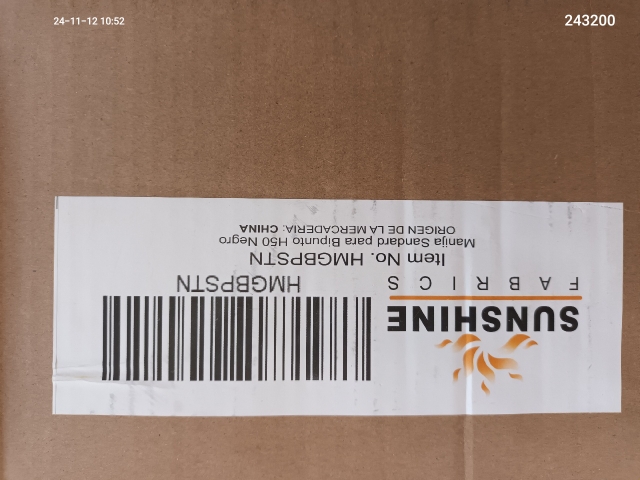 24-11-12 10:52
243200
SUNSHINE
FABRICS
HMGBPSTN
Item No. HMGBPSTN
Manija Sandard para Bipunto H50 Negro
ORIGEN DE LA MERCADERIA: CHINA